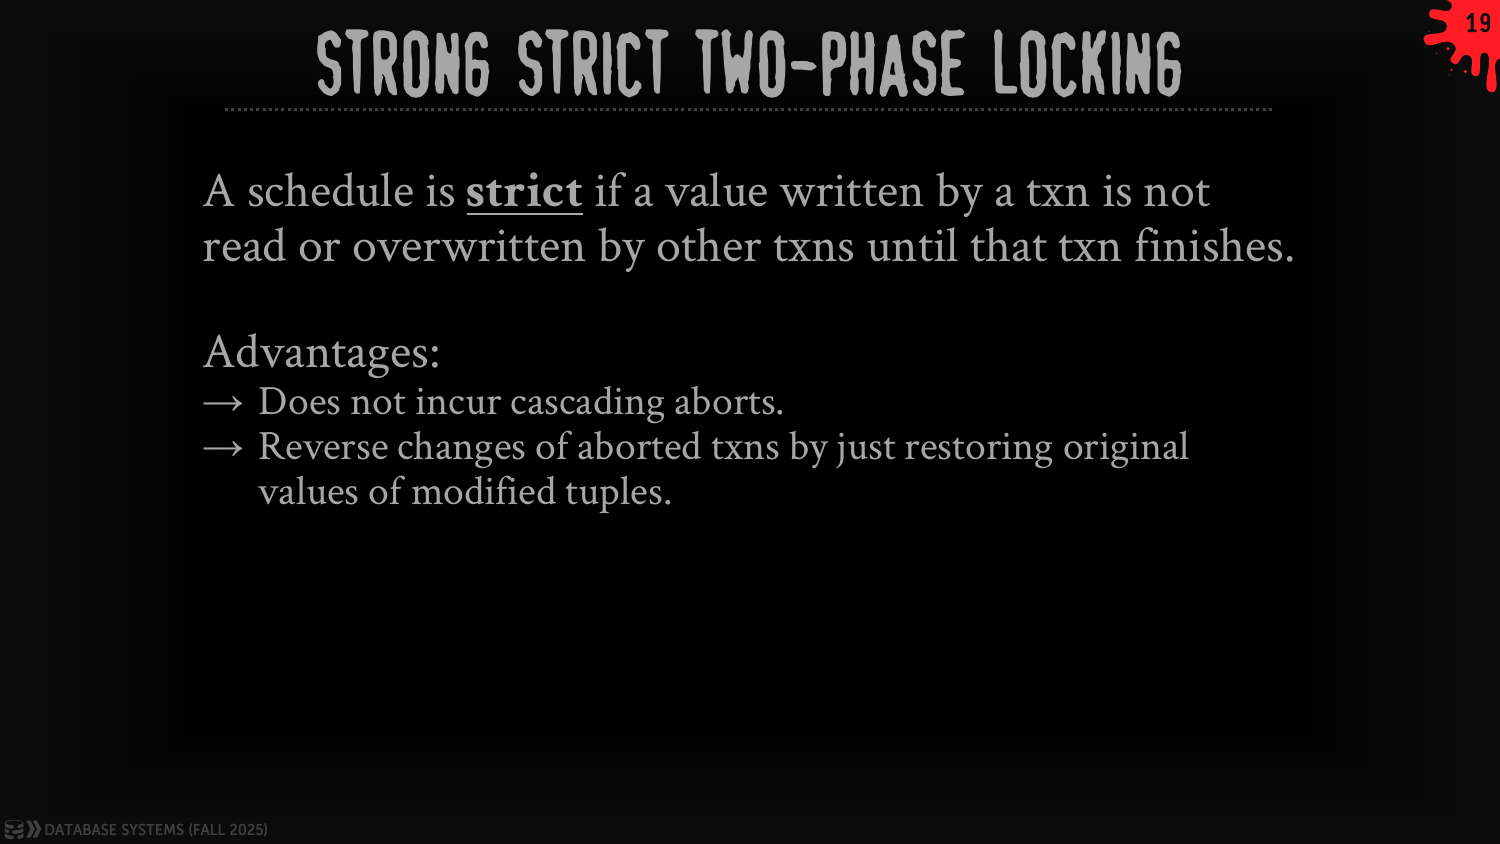 19
STRONG STRICT TWO-PHASE LOCKING
A schedule is strict if a value written by a txn is not
read or overwritten by other txns until that txn finishes.
Advantages:
→ Does not incur cascading aborts.
→ Reverse changes of aborted txns by just restoring original
values of modified tuples.
DATABASE SYSTEMS (FALL 2025)